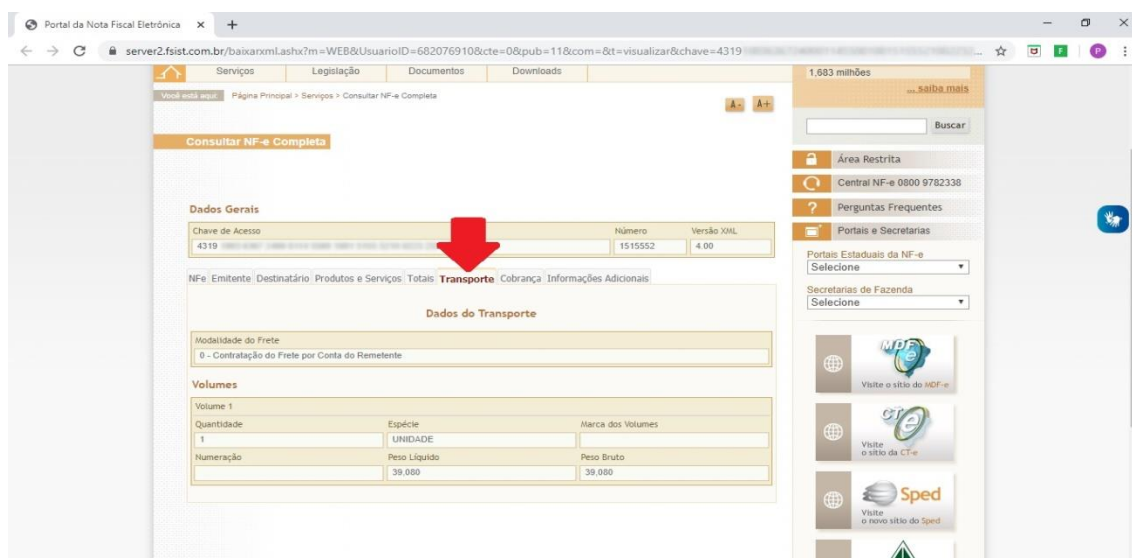 Portal da Nota Fiscal Eletrônica
server2.fsist.com.br/baixarxml.ashx?m=WEB&UsuarioID=682076910&cte=0&pub=11&com=&t=visualizar&chave=4319
P
Serviços Legislação Documentos Downloads
1,683 milhões
... saiba mais
Você está aqui: Página Principal > Serviços > Consultar NF-e Completa
A- A+
Buscar
Consultar NF-e Completa
Área Restrita
Central NF-e 0800 9782338
? Perguntas Frequentes
Portais e Secretarias
Dados Gerais
Chave de Acesso Número Versão XML
4319 1515552 4.00
Portais Estaduais da NF-e
Selecione
NFe Emitente Destinatário Produtos e Serviços Totais Transporte Cobrança Informações Adicionais
Secretarias de Fazenda
Selecione
Dados do Transporte
Modalidade do Frete
0 - Contratação do Frete por Conta do Remetente
Volumes
Volume 1
Quantidade Espécie Marca dos Volumes
1 UNIDADE
Numeração Peso Líquido Peso Bruto
39,080 39,080
MDFe
Visite o sítio do MDF-e
CTe
Visite
o sítio da CT-e
Sped
Visite
o novo sítio do Sped